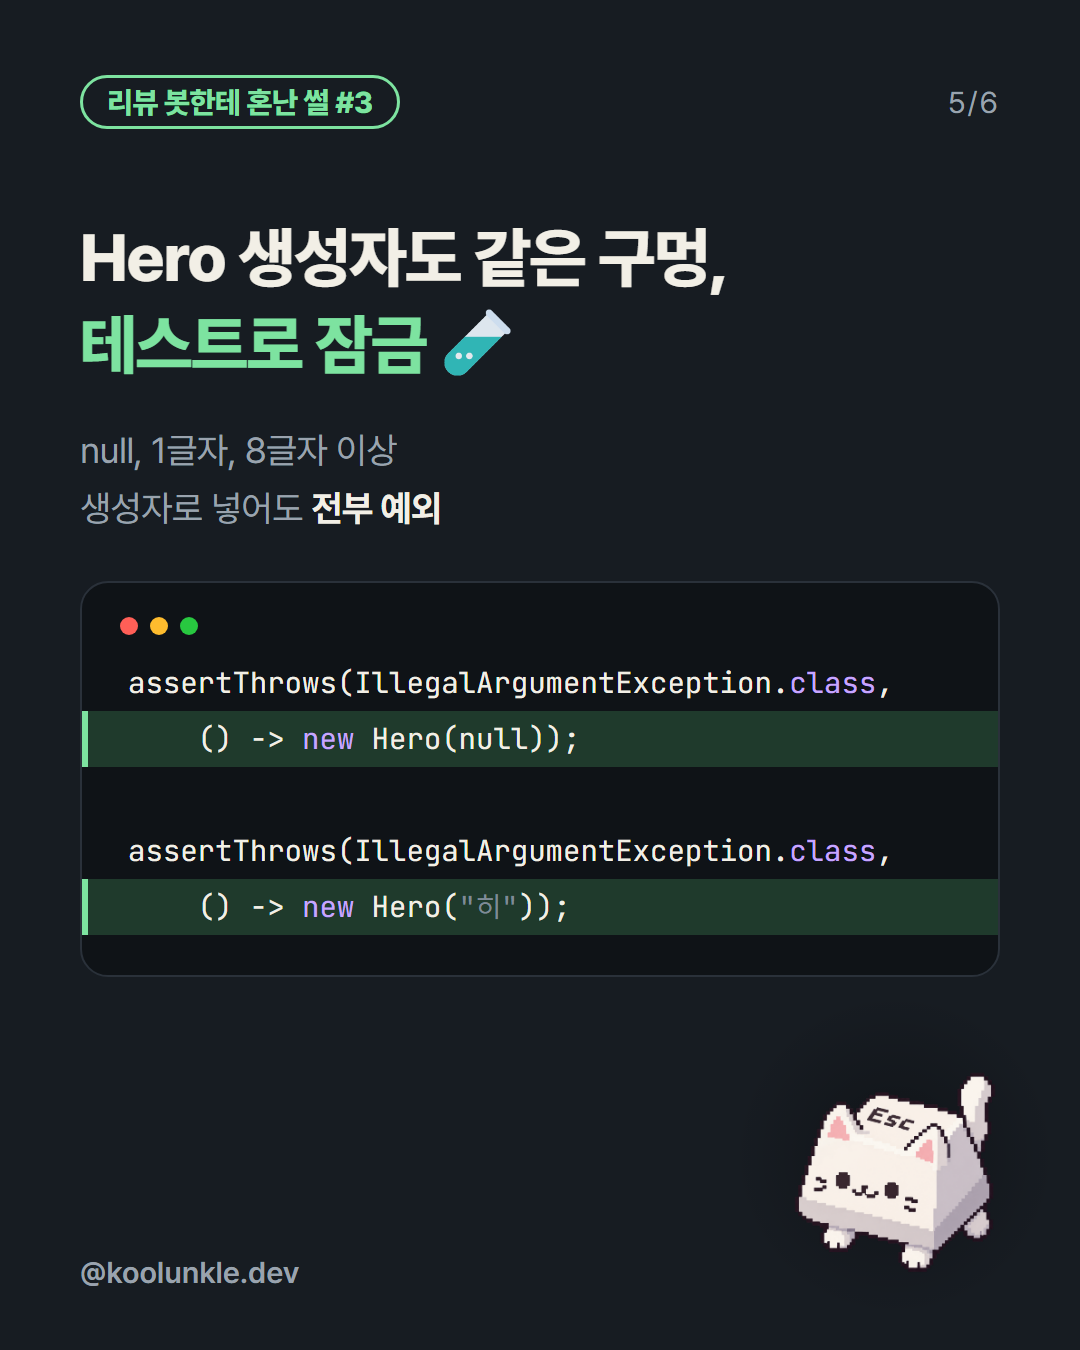 리뷰 봇한테 혼난 썰 #3
5/6
Hero 생성자도 같은 구멍,
테스트로 잠금
null, 1글자, 8글자 이상
생성자로 넣어도 전부 예외
assertThrows(IllegalArgumentException.class,
    () -> new Hero(null));
assertThrows(IllegalArgumentException.class,
    () -> new Hero("히"));
Esc
@koolunkle.dev